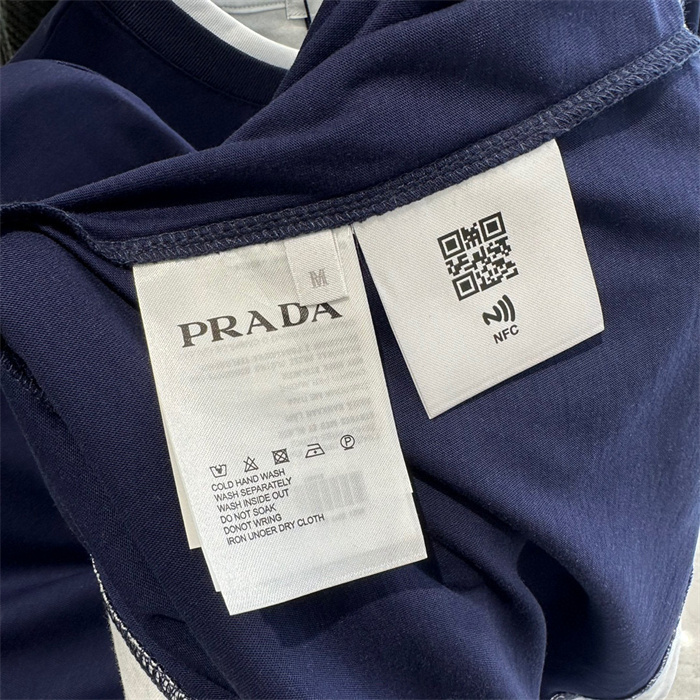 M
PRADA
COLD HAND WASH
WASH SEPARATELY
WASH INSIDE OUT
DO NOT SOAK
DONOT WRING
IRON UNOER DRY CLOTH
P
NFC